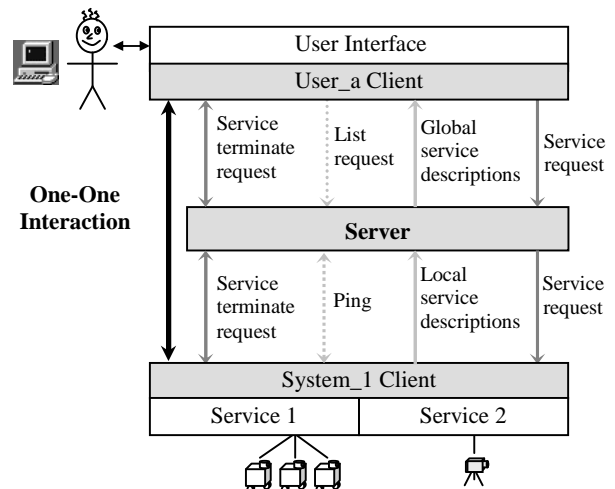 User Interface
User_a Client
Service
terminate
request
List
request
Global
service
descriptions
Service
request
One-One
Interaction
Server
Service
terminate
request
Ping
Local
service
descriptions
Service
request
System_1 Client
Service 1
Service 2